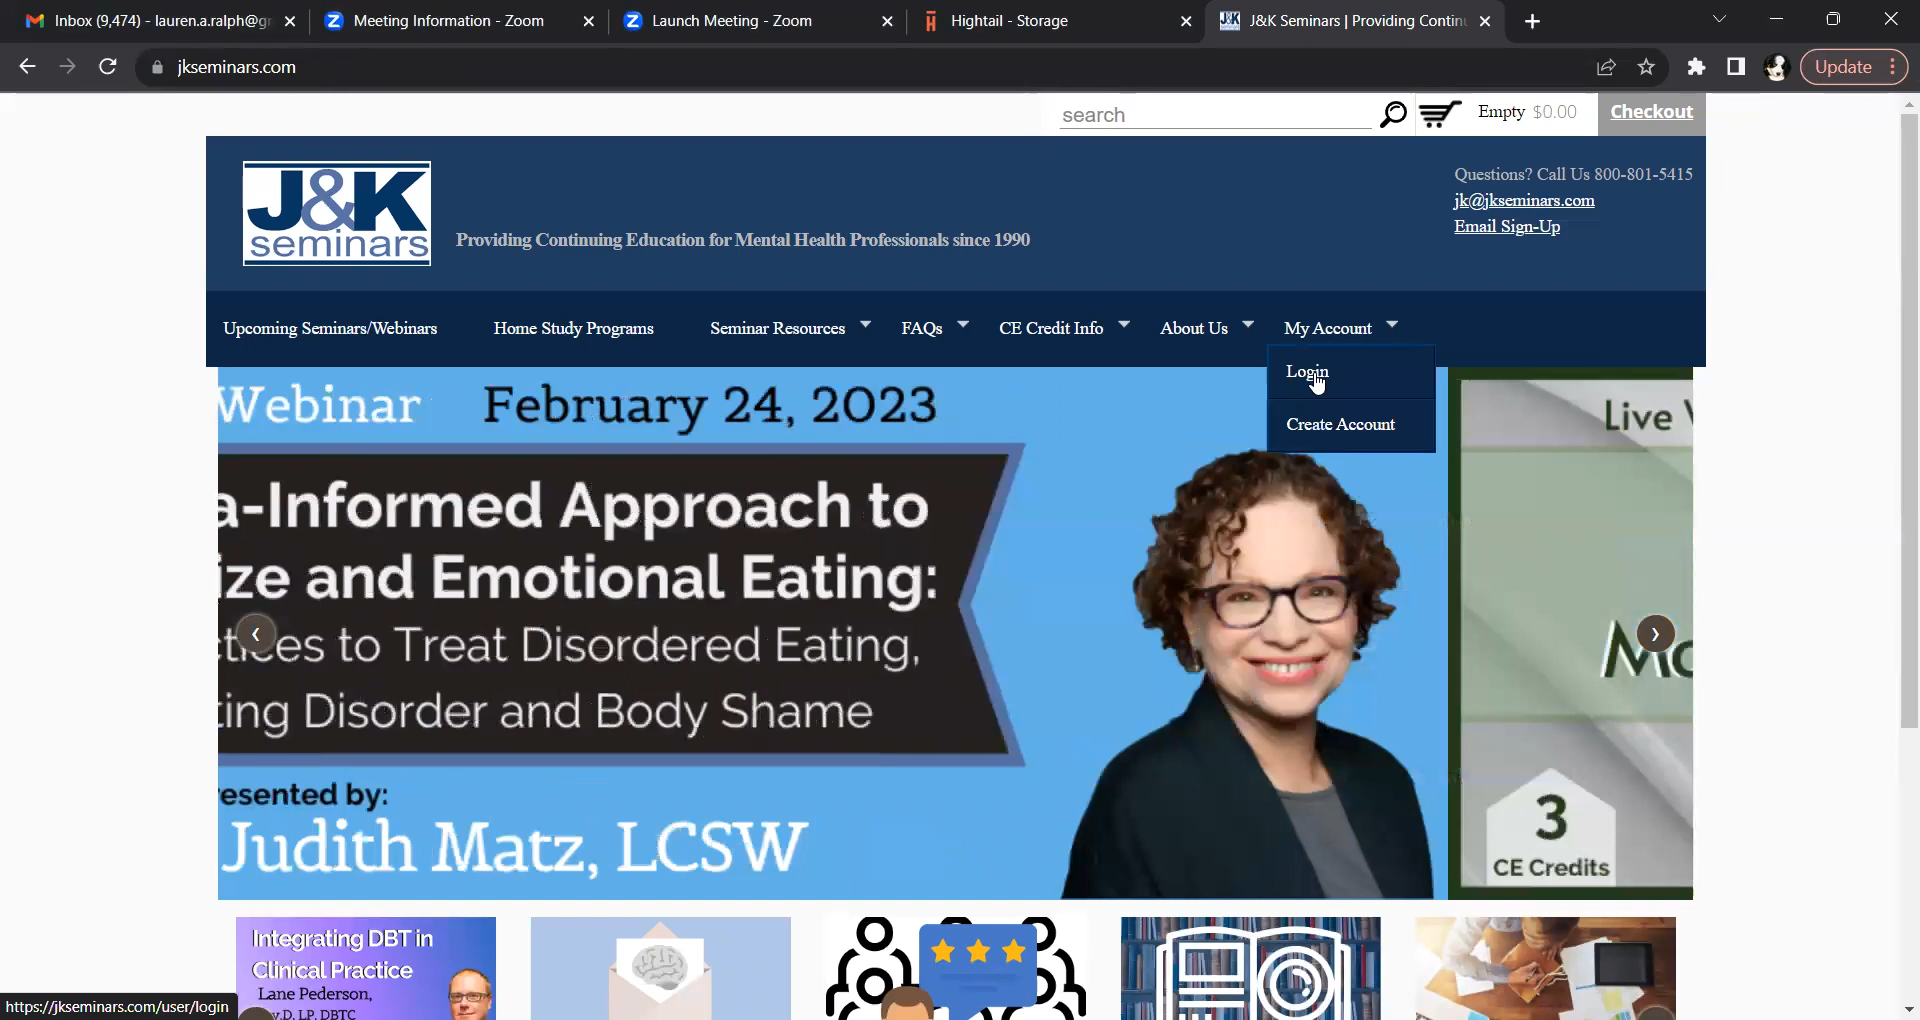 Inbox (9,474) - lauren.a.ralph@g
Meeting Information - Zoom
Launch Meeting - Zoom
Hightail - Storage
J&K Seminars | Providing Contin
jkseminars.com
Update
search
Empty $0.00
Checkout
J&K
seminars
Providing Continuing Education for Mental Health Professionals since 1990
Questions? Call Us 800-801-5415
jk@jkseminars.com
Email Sign-Up
Upcoming Seminars/Webinars
Home Study Programs
Seminar Resources
FAQs
CE Credit Info
About Us
My Account
Login
Create Account
Webinar February 24, 2023
a-Informed Approach to
ize and Emotional Eating:
ctices to Treat Disordered Eating,
ting Disorder and Body Shame
esented by:
Judith Matz, LCSW
Live
Mo
3
CE Credits
Integrating DBT in
Clinical Practice
Lane Pederson,
y.D, LP, DBTC
https://jkseminars.com/user/login